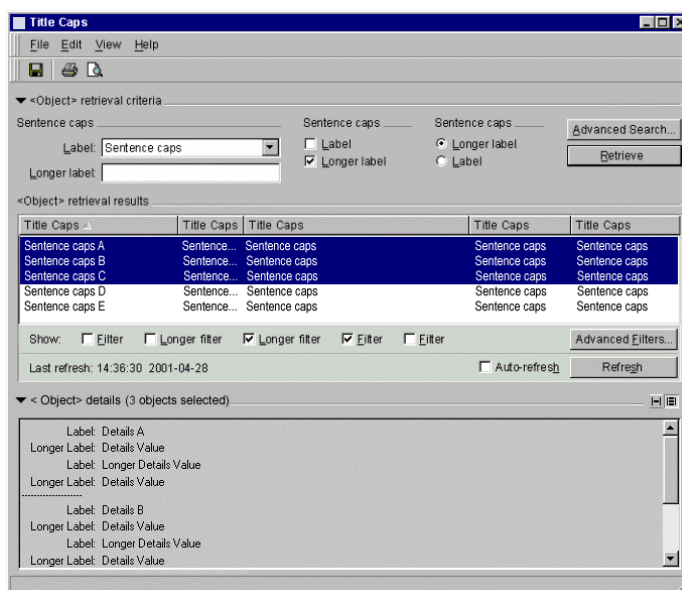 Title Caps
File Edit View Help
<Object> retrieval criteria
Sentence caps Sentence caps Sentence caps Advanced Search...
Label: Sentence caps Label Longer label Retrieve
Longer label: Longer label Label
<Object> retrieval results
Title Caps Title Caps Title Caps Title Caps Title Caps
Sentence caps A Sentence... Sentence caps Sentence caps Sentence caps
Sentence caps B Sentence... Sentence caps Sentence caps Sentence caps
Sentence caps C Sentence... Sentence caps Sentence caps Sentence caps
Sentence caps D Sentence... Sentence caps Sentence caps Sentence caps
Sentence caps E Sentence... Sentence caps Sentence caps Sentence caps
Show: Filter Longer filter Longer filter Filter Filter Advanced Filters...
Last refresh: 14:36:30 2001-04-28 Auto-refresh Refresh
< Object> details (3 objects selected)
Label: Details A
Longer Label: Details Value
Label: Longer Details Value
Longer Label: Details Value
Label: Details B
Longer Label: Details Value
Label: Longer Details Value
Longer Label: Details Value